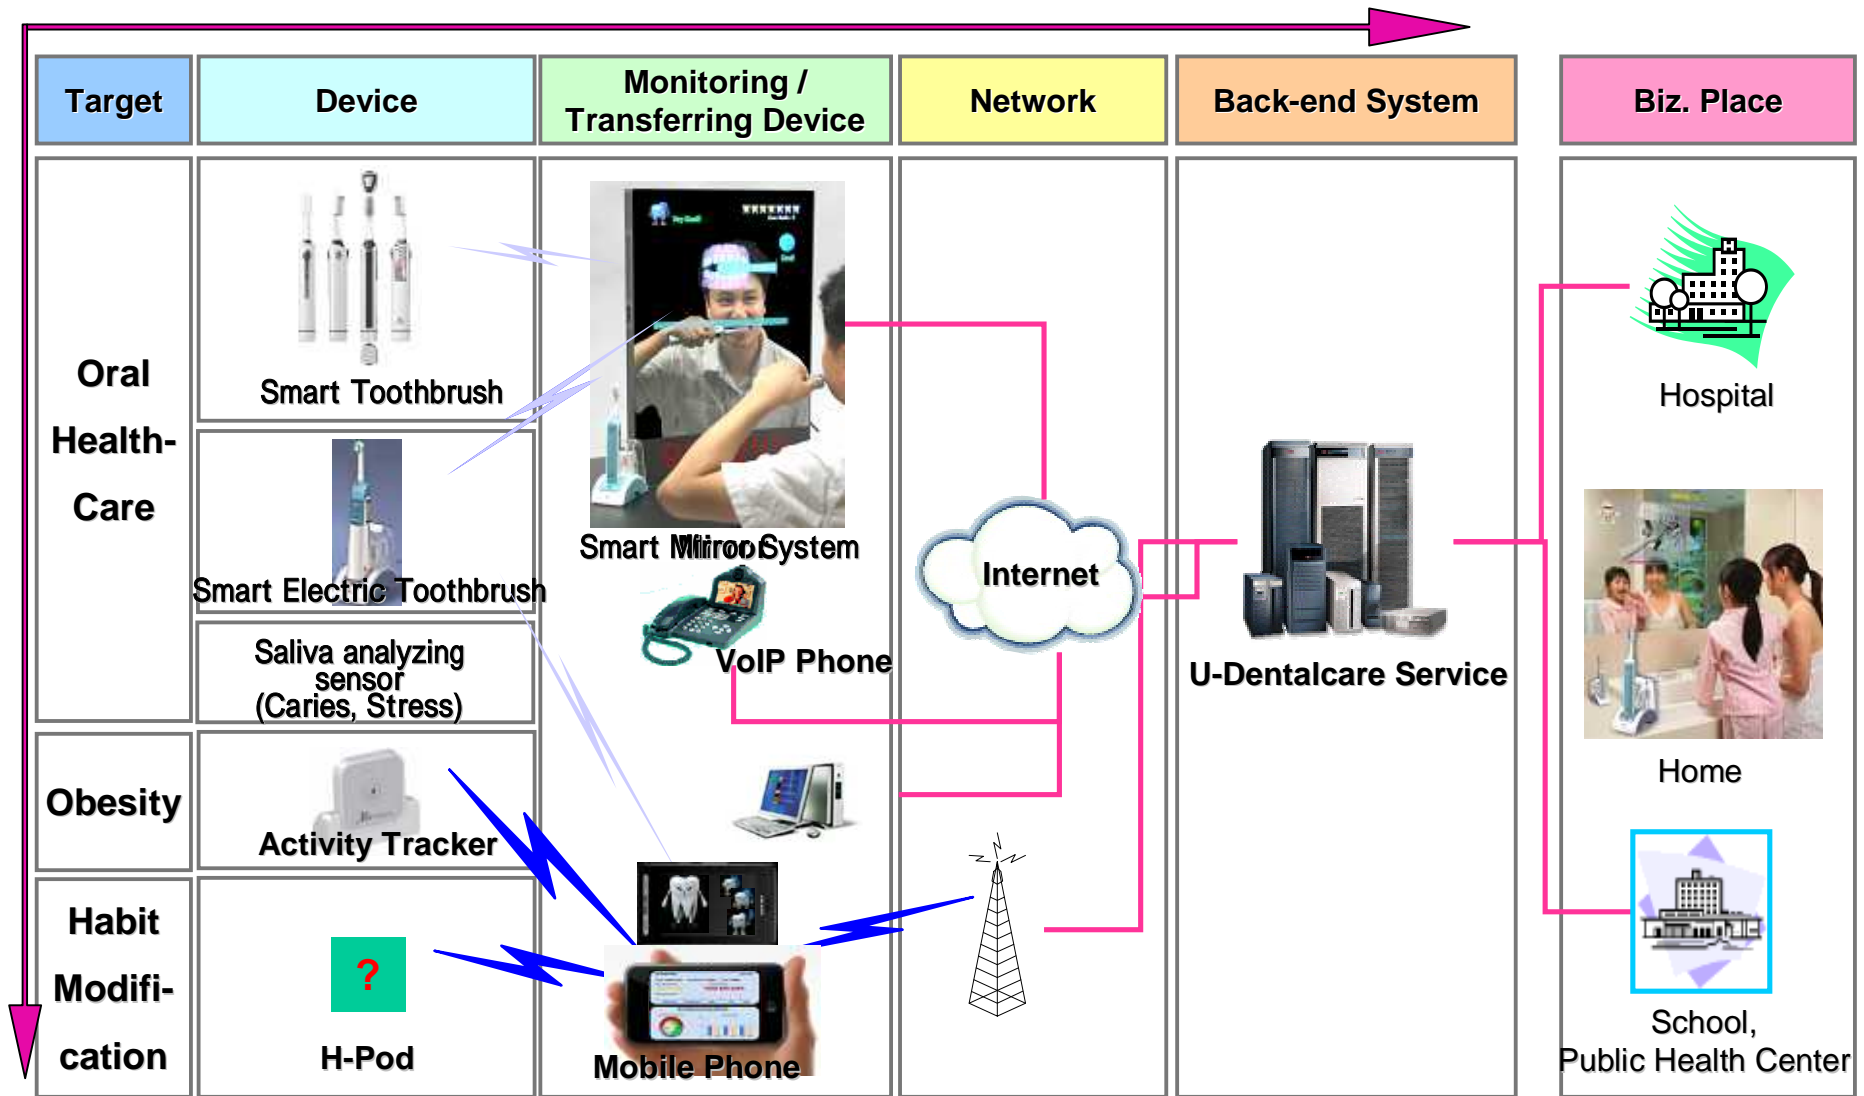 Target
Device
Monitoring /
Transferring Device
Network
Back-end System
Biz. Place
Oral
Health-
Care
Smart Toothbrush
Smart Electric Toothbrush
Saliva analyzing
sensor
(Caries, Stress)
Smart Mirror System
VoIP Phone
Internet
U-Dentalcare Service
Hospital
Home
School,
Public Health Center
Obesity
Activity Tracker
Habit
Modifi-
cation
?
H-Pod
Mobile Phone